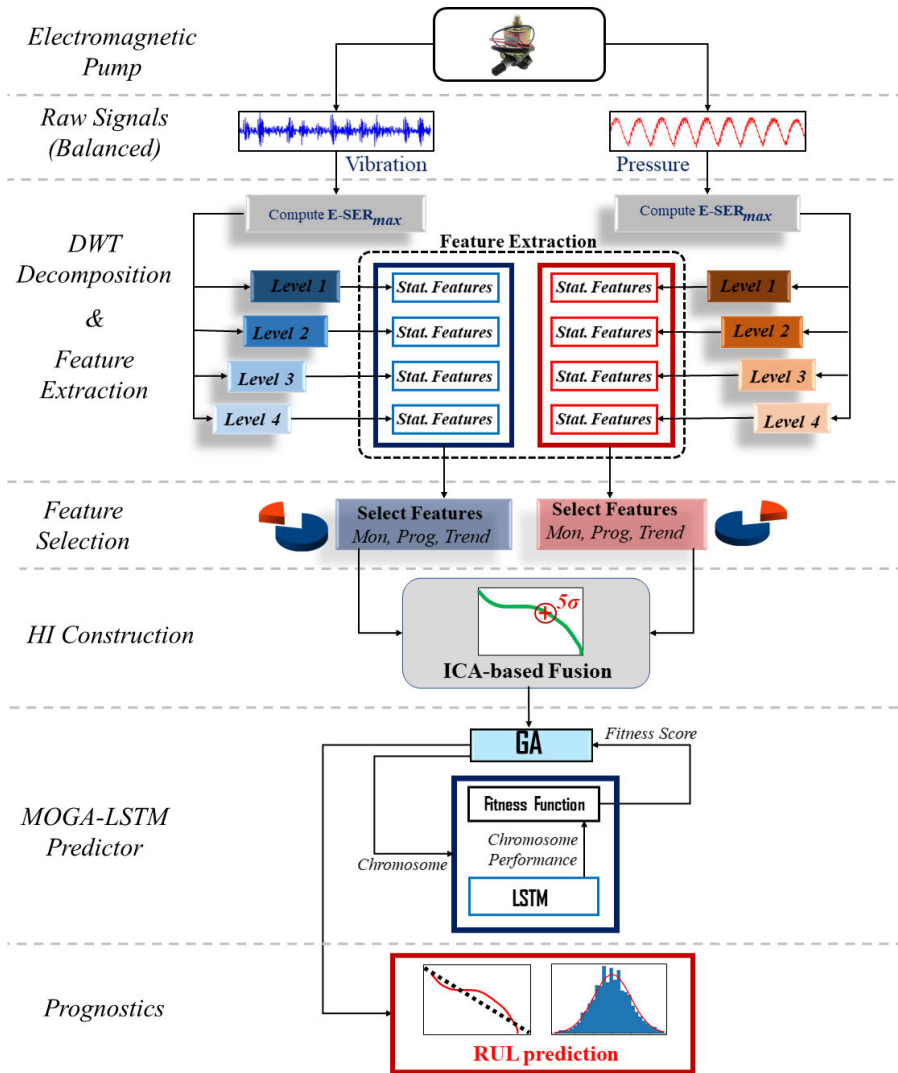 Electromagnetic
Pump
Raw Signals
(Balanced)
Vibration
Pressure
DWT
Decomposition
&
Feature
Extraction
Compute E-SERmax
Compute E-SERmax
Feature Extraction
Level 1
Stat. Features
Stat. Features
Level 1
Level 2
Stat. Features
Stat. Features
Level 2
Level 3
Stat. Features
Stat. Features
Level 3
Level 4
Stat. Features
Stat. Features
Level 4
Feature
Selection
Select Features
Mon, Prog, Trend
Select Features
Mon, Prog, Trend
HI Construction
5σ
ICA-based Fusion
MOGA-LSTM
Predictor
GA
Fitness Score
Fitness Function
Chromosome
Chromosome
Performance
LSTM
Prognostics
RUL prediction